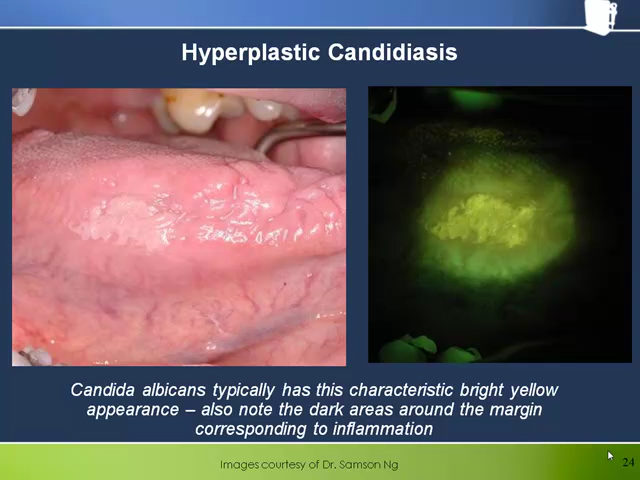 Hyperplastic Candidiasis
Candida albicans typically has this characteristic bright yellow
appearance – also note the dark areas around the margin
corresponding to inflammation
Images courtesy of Dr. Samson Ng
24